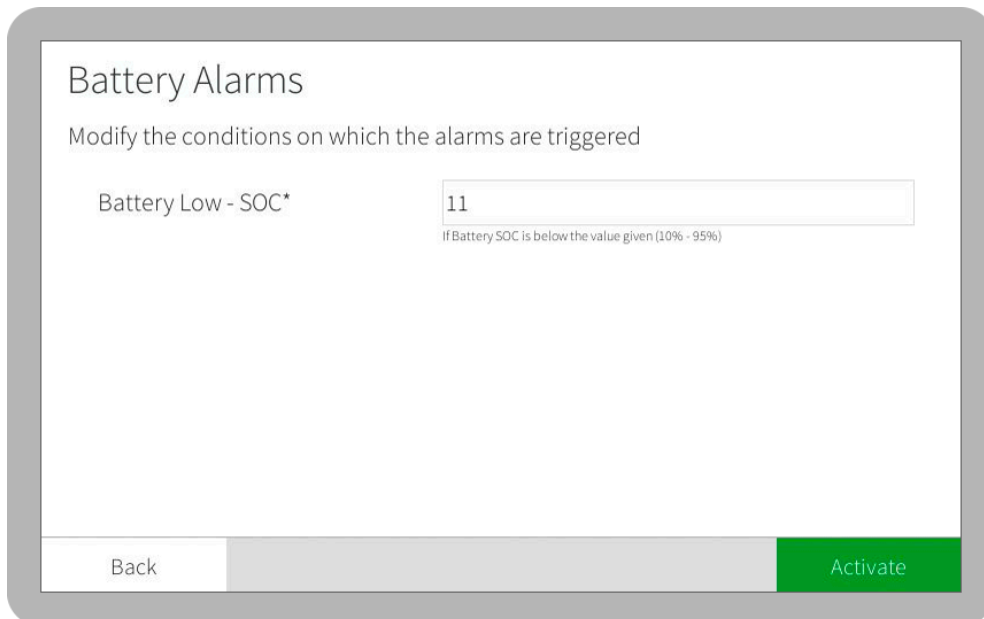 Battery Alarms
Modify the conditions on which the alarms are triggered
Battery Low - SOC*
11
If Battery SOC is below the value given (10% - 95%)
Back
Activate